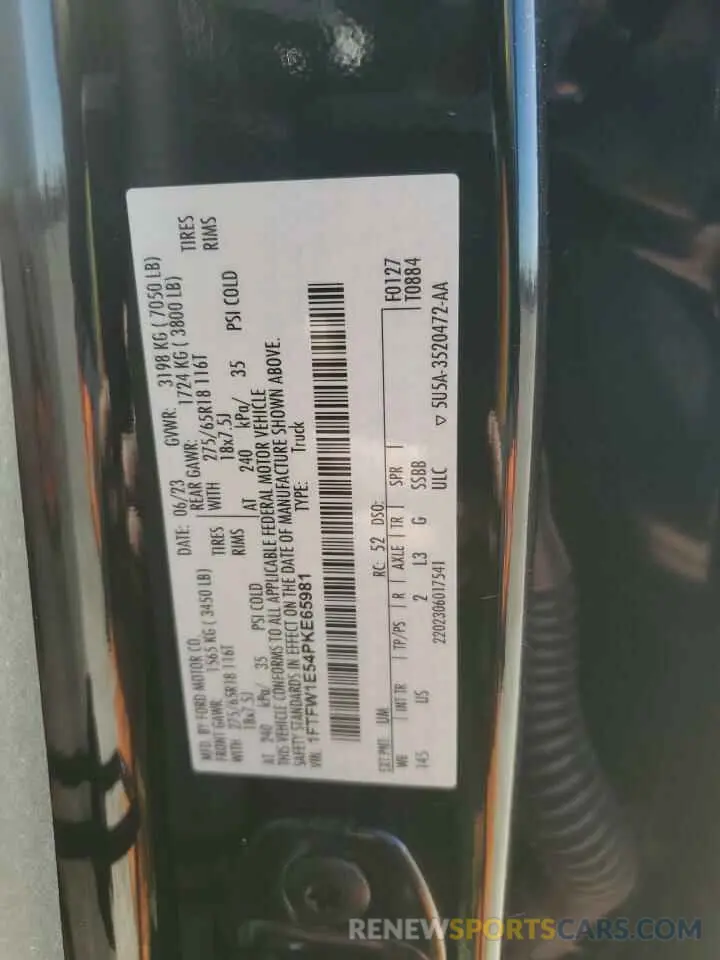 MFD. BY FORD MOTOR CO.
DATE: 06/23 GVWR: 3198 KG ( 7050 LB)
FRONT GAWR: 1565 KG ( 3450 LB) REAR GAWR: 1724 KG ( 3800 LB)
WITH 275/65R18 116T TIRES WITH 275/65R18 116T TIRES
18x7.5J RIMS 18x7.5J RIMS
AT 240 kPa/ 35 PSI COLD AT 240 kPa/ 35 PSI COLD
THIS VEHICLE CONFORMS TO ALL APPLICABLE FEDERAL MOTOR VEHICLE
SAFETY STANDARDS IN EFFECT ON THE DATE OF MANUFACTURE SHOWN ABOVE.
VIN: 1FTFW1E54PKE65981 TYPE: Truck
EXT PNT: UM RC: 52 DSO:
WB INT TR TP/PS R AXLE TR SPR
145 US 2 L3 G SSBB
F0127
T0884
2202306017541 ULC
▽ 5U5A-3520472-AA
RENEWSPORTSCARS.COM